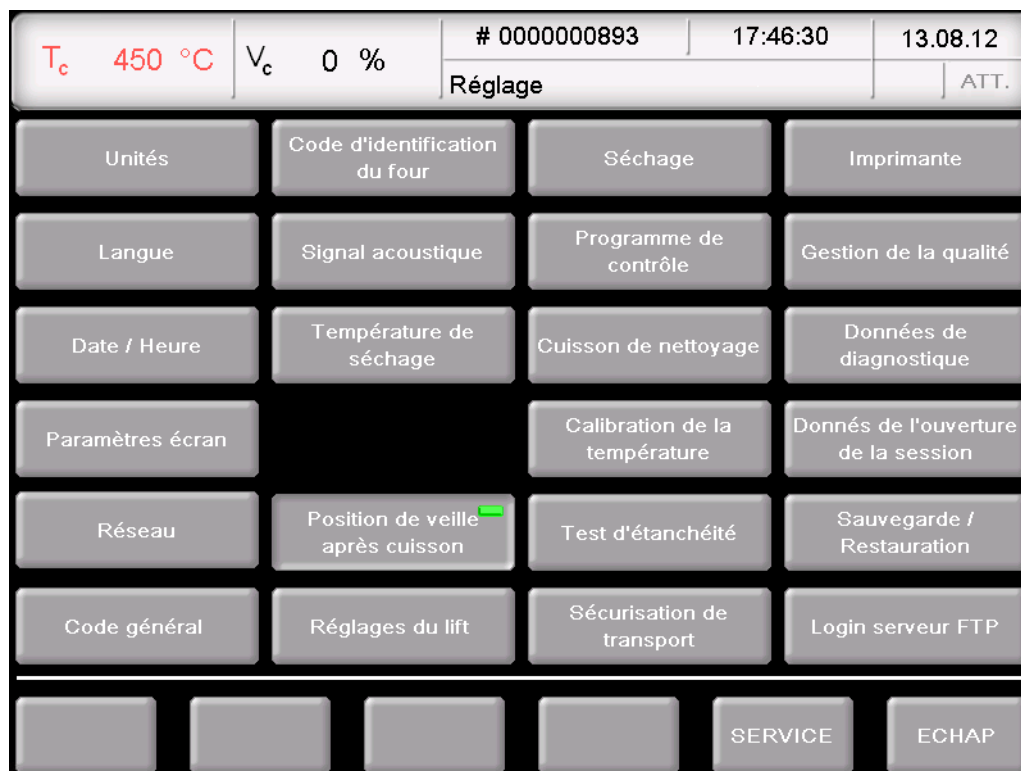 Tc 450 °C
Vc 0 %
# 0000000893
17:46:30
13.08.12
Réglage
ATT.
Unités
Code d'identification
du four
Séchage
Imprimante
Langue
Signal acoustique
Programme de
contrôle
Gestion de la qualité
Date / Heure
Température de
séchage
Cuisson de nettoyage
Données de
diagnostique
Paramètres écran
Calibration de la
température
Donnés de l'ouverture
de la session
Réseau
Position de veille
après cuisson
Test d'étanchéité
Sauvegarde /
Restauration
Code général
Réglages du lift
Sécurisation de
transport
Login serveur FTP
SERVICE
ECHAP